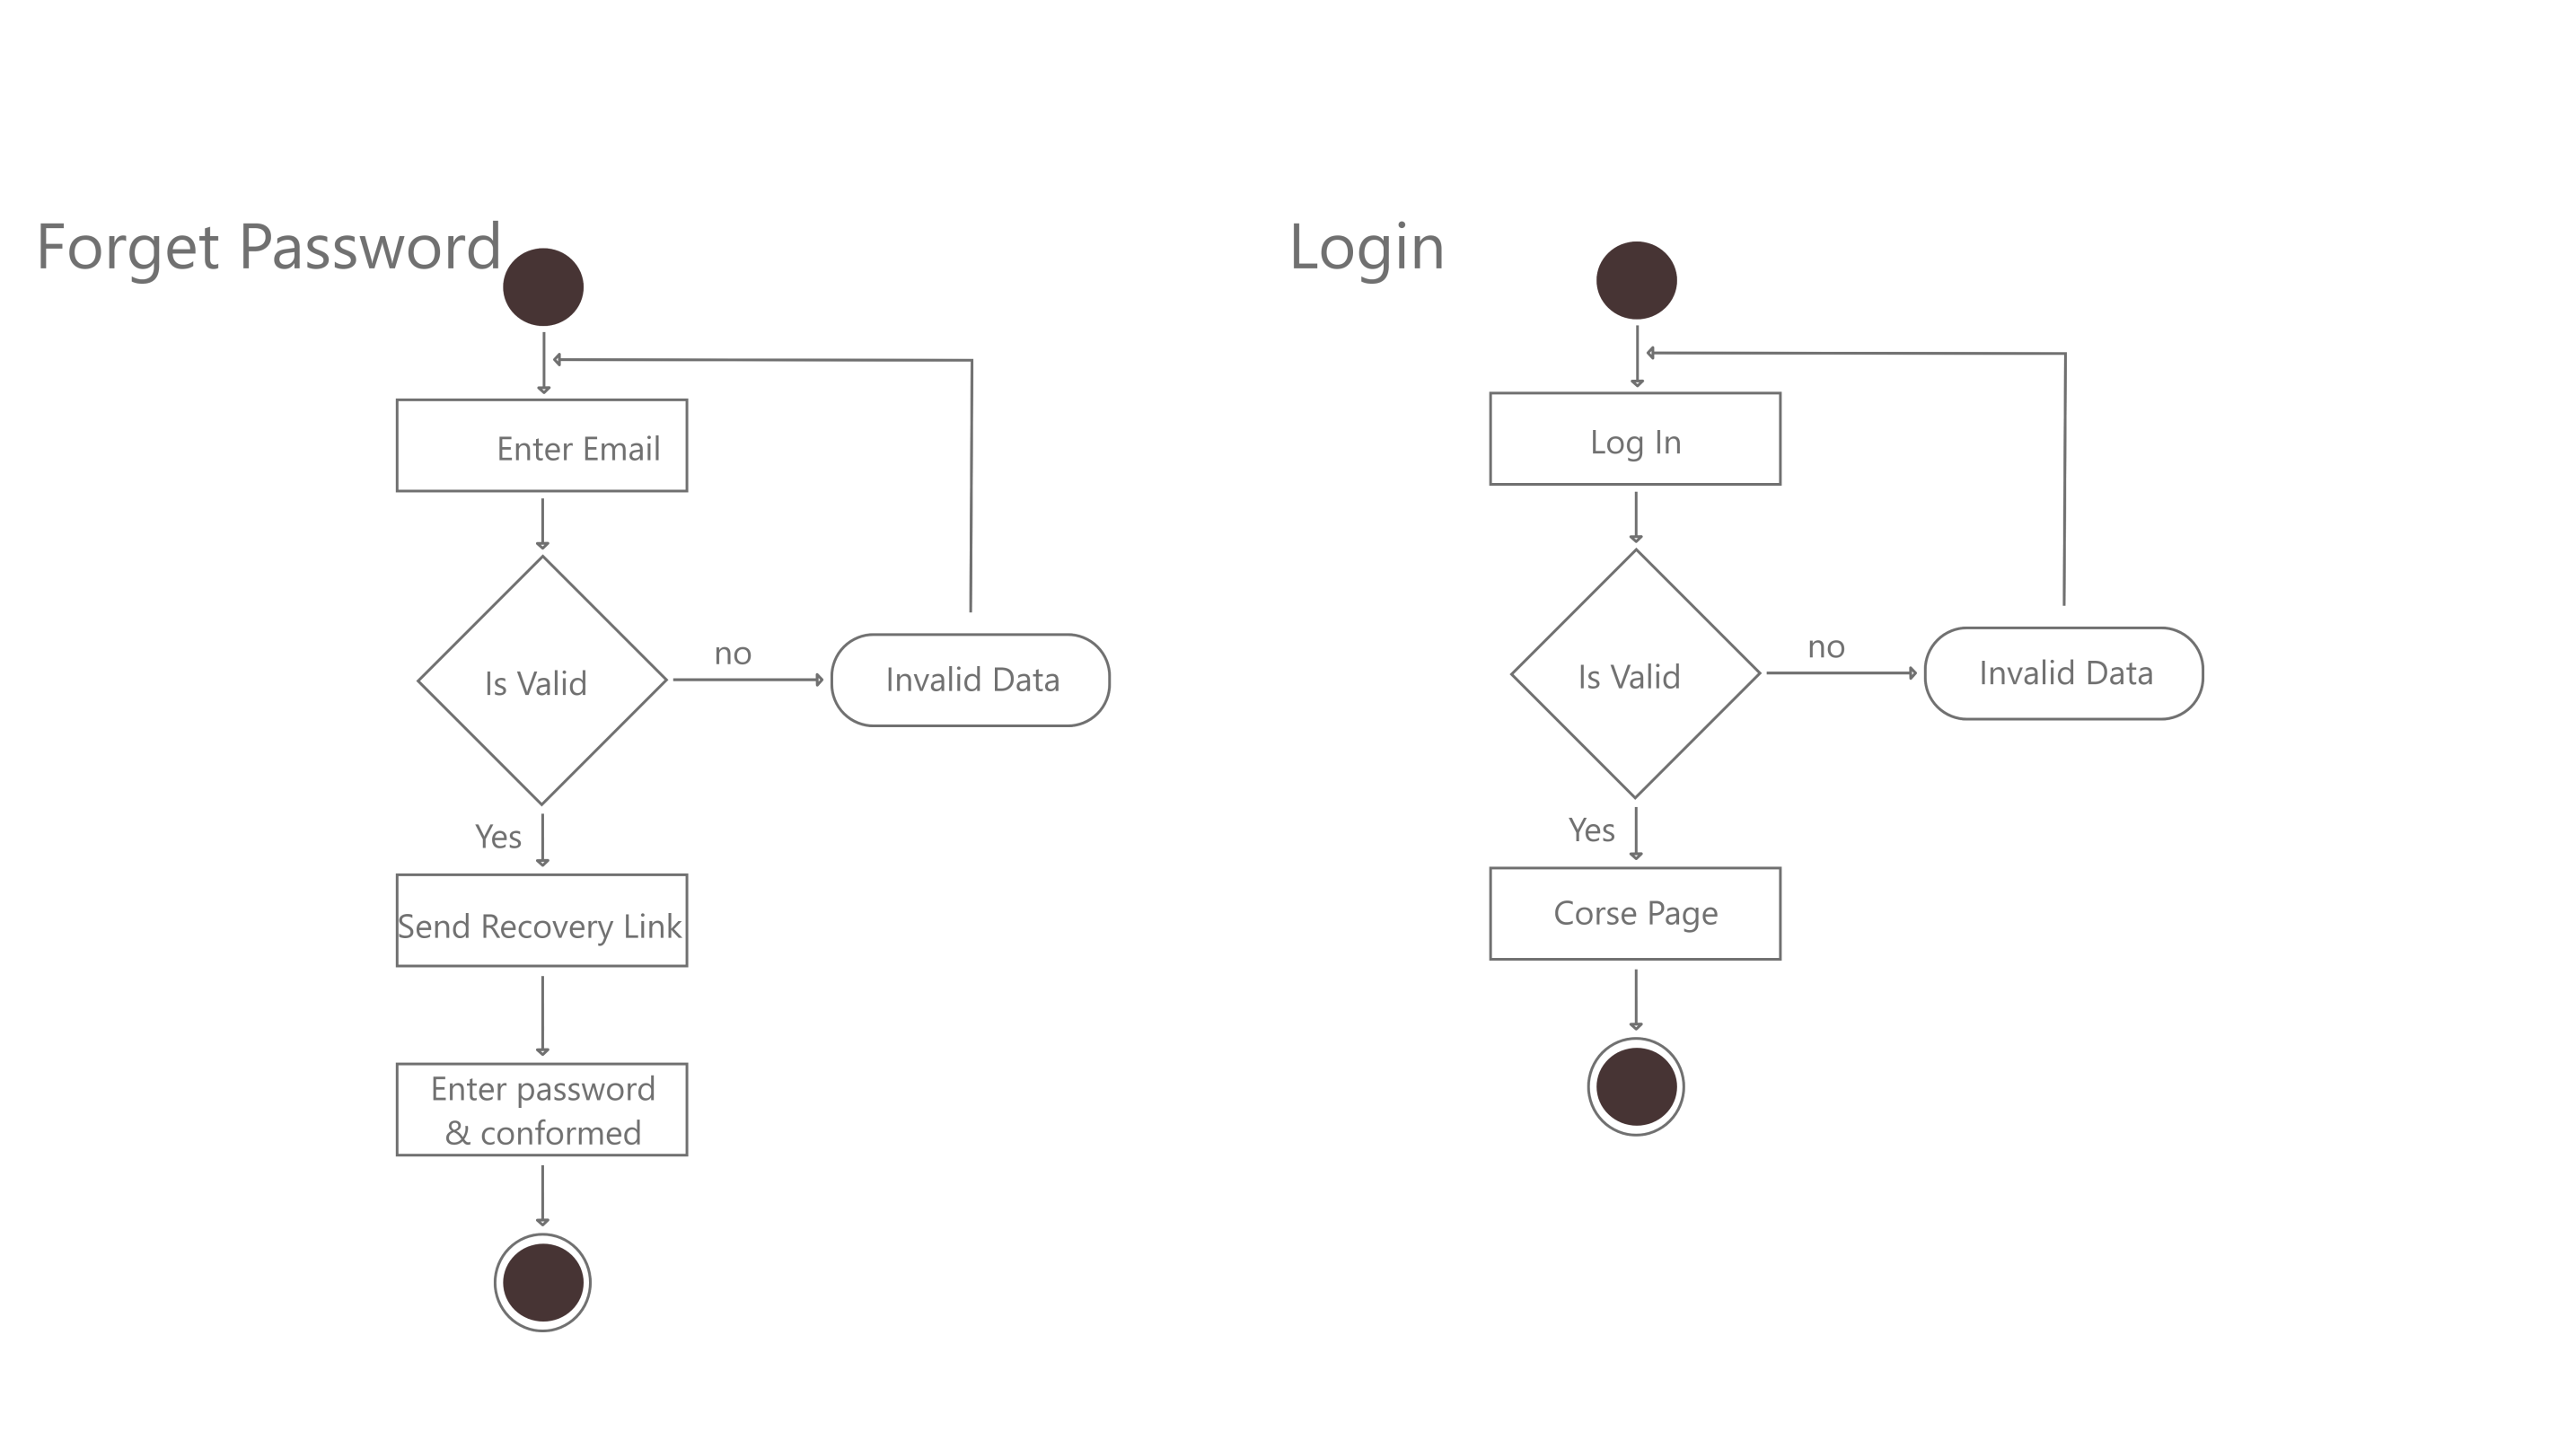 Forget Password
Enter Email
Is Valid
no
Invalid Data
Yes
Send Recovery Link
Enter password
& conformed
Login
Log In
Is Valid
no
Invalid Data
Yes
Corse Page